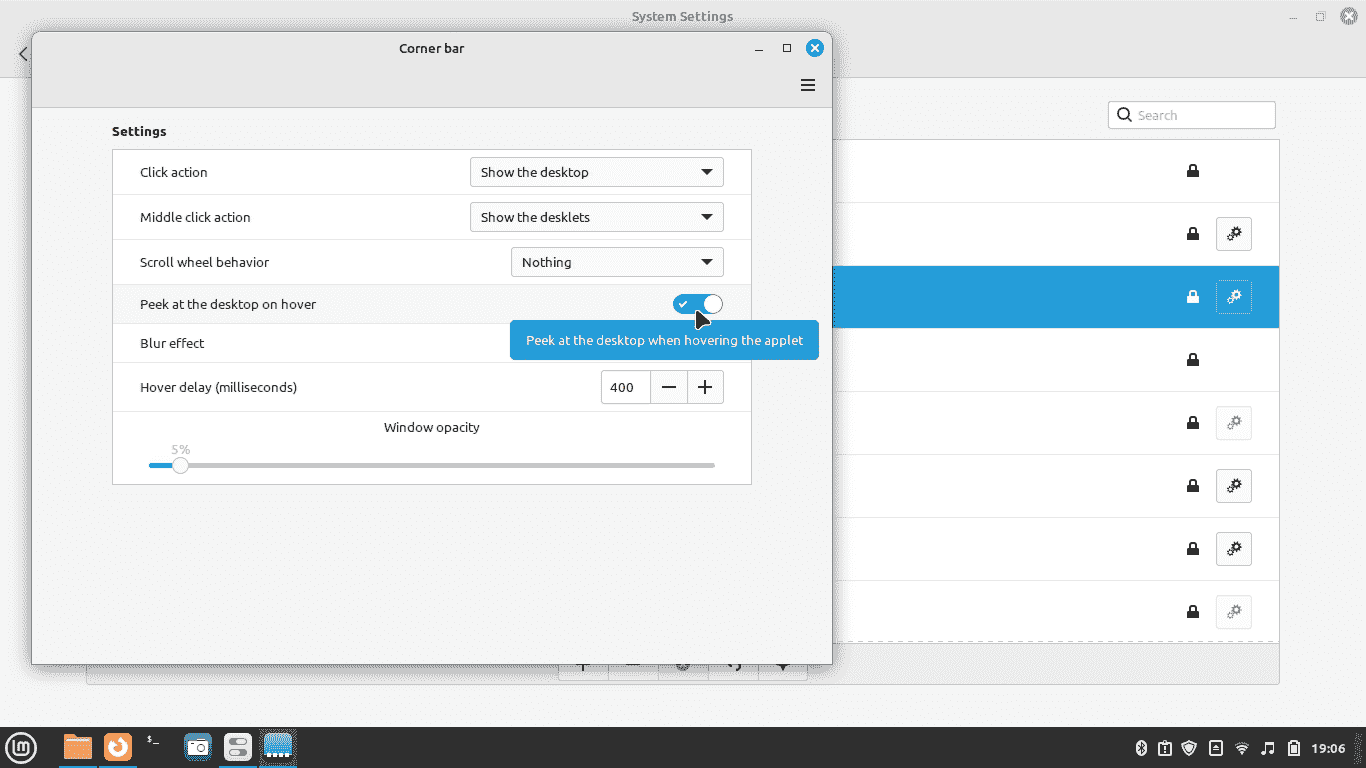 System Settings
Corner bar
Search
Settings
Click action
Show the desktop
Middle click action
Show the desklets
Scroll wheel behavior
Nothing
Peek at the desktop on hover
Peek at the desktop when hovering the applet
Blur effect
Hover delay (milliseconds)
400
Window opacity
5%
$_
19:06